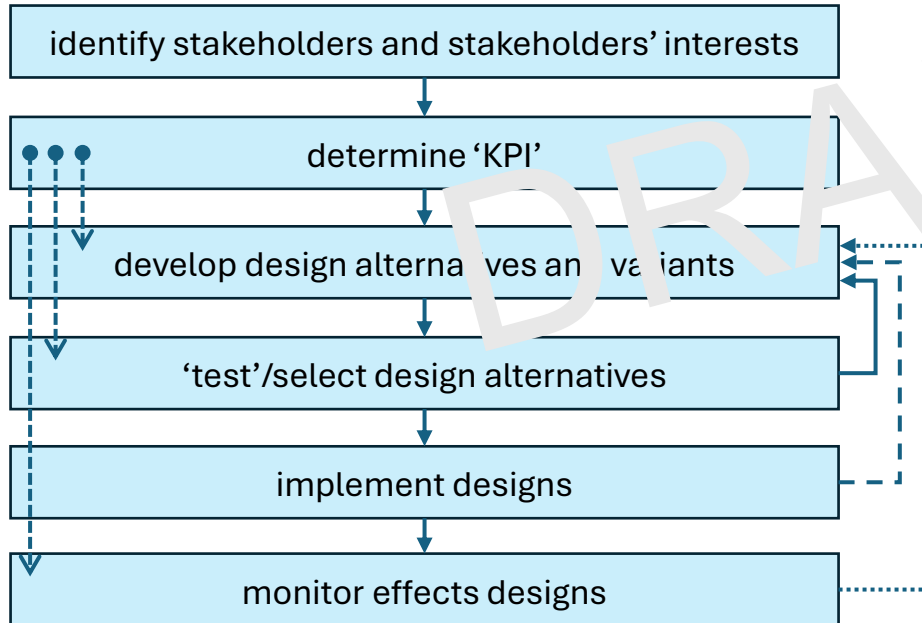 identify stakeholders and stakeholders’ interests
determine ‘KPI’
develop design alternatives and variants
‘test’/select design alternatives
implement designs
monitor effects designs
DRA